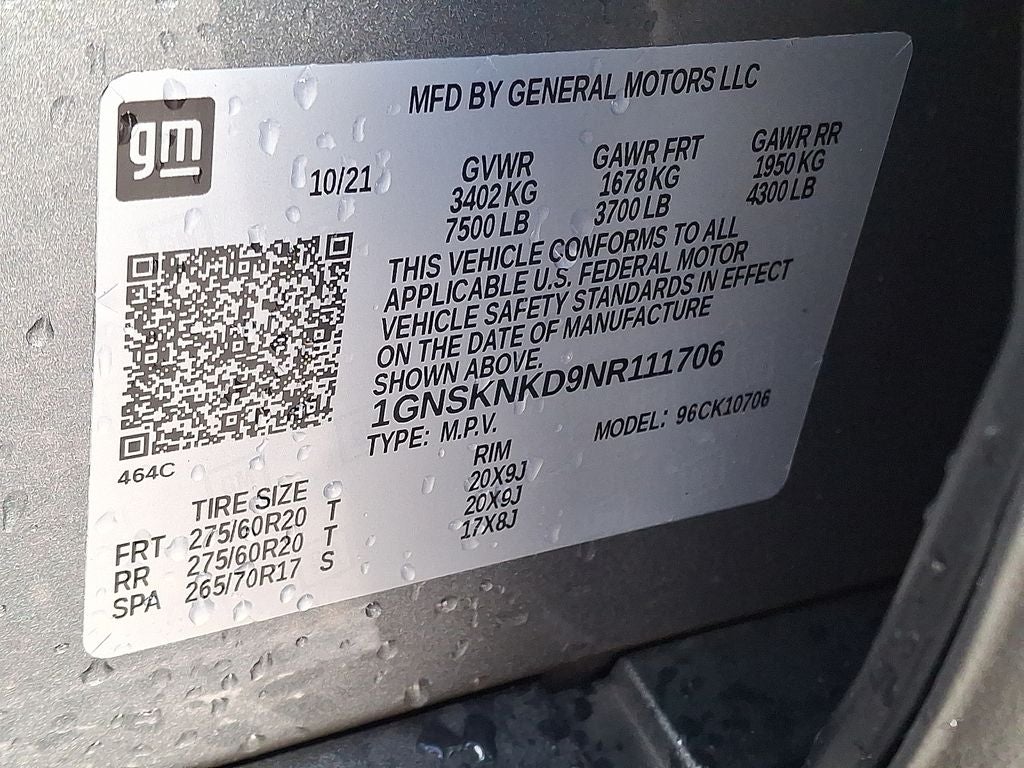 gm
MFD BY GENERAL MOTORS LLC
10/21
GVWR GAWR FRT GAWR RR
3402 KG 1678 KG 1950 KG
7500 LB 3700 LB 4300 LB
THIS VEHICLE CONFORMS TO ALL
APPLICABLE U.S. FEDERAL MOTOR
VEHICLE SAFETY STANDARDS IN EFFECT
ON THE DATE OF MANUFACTURE
SHOWN ABOVE.
1GNSKNKD9NR111706
TYPE: M.P.V. MODEL: 96CK10706
464C
TIRE SIZE RIM
FRT 275/60R20 T 20X9J
RR 275/60R20 T 20X9J
SPA 265/70R17 S 17X8J